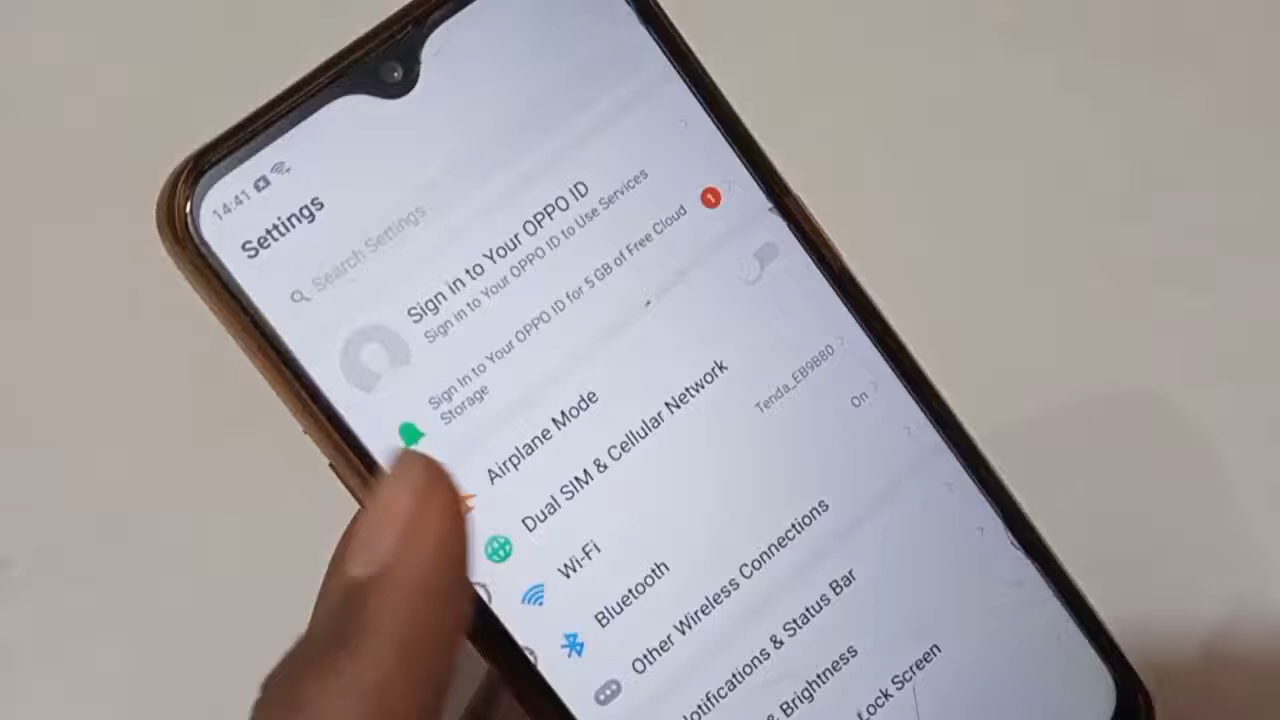 14:41
Settings
Search Settings
Sign in to Your OPPO ID
Sign in to Your OPPO ID to Use Services
Sign In to Your OPPO ID for 5 GB of Free Cloud
Storage
1
Airplane Mode
Dual SIM & Cellular Network
Wi-Fi
Tenda_EB9B80
Bluetooth
On
Other Wireless Connections
Notifications & Status Bar
& Brightness
Lock Screen